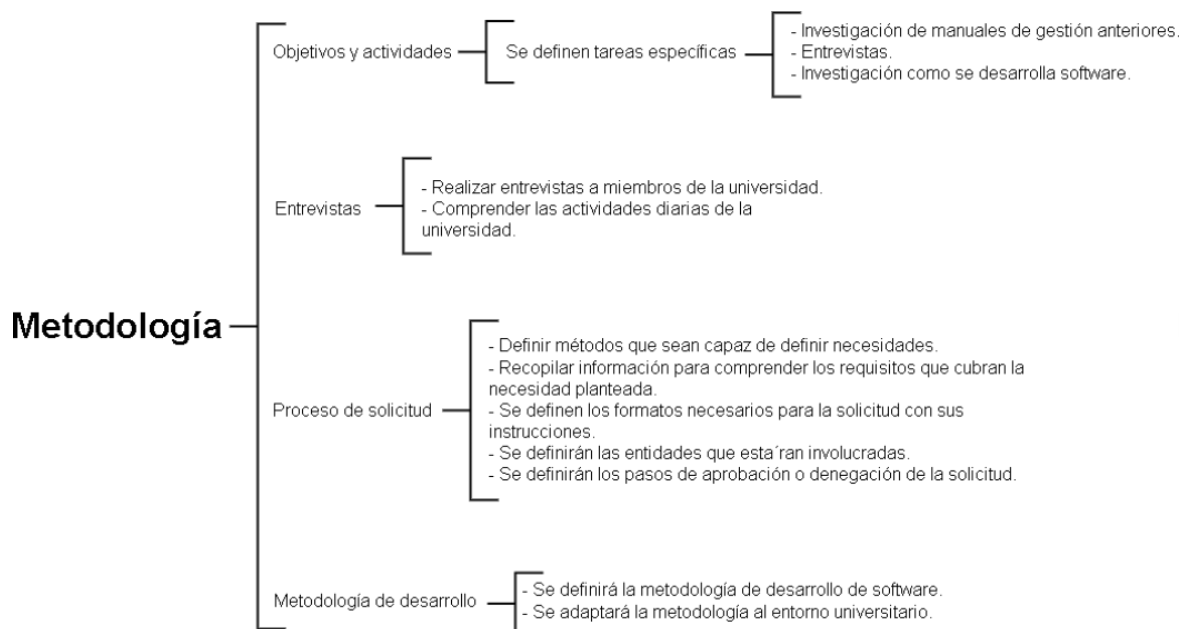 Objetivos y actividades
Se definen tareas específicas
- Investigación de manuales de gestión anteriores.
- Entrevistas.
- Investigación como se desarrolla software.
Entrevistas
- Realizar entrevistas a miembros de la universidad.
- Comprender las actividades diarias de la
universidad.
Metodología
Proceso de solicitud
- Definir métodos que sean capaz de definir necesidades.
- Recopilar información para comprender los requisitos que cubran la
necesidad planteada.
- Se definen los formatos necesarios para la solicitud con sus
instrucciones.
- Se definirán las entidades que esta´ran involucradas.
- Se definirán los pasos de aprobación o denegación de la solicitud.
Metodología de desarrollo
- Se definirá la metodología de desarrollo de software.
- Se adaptará la metodología al entorno universitario.